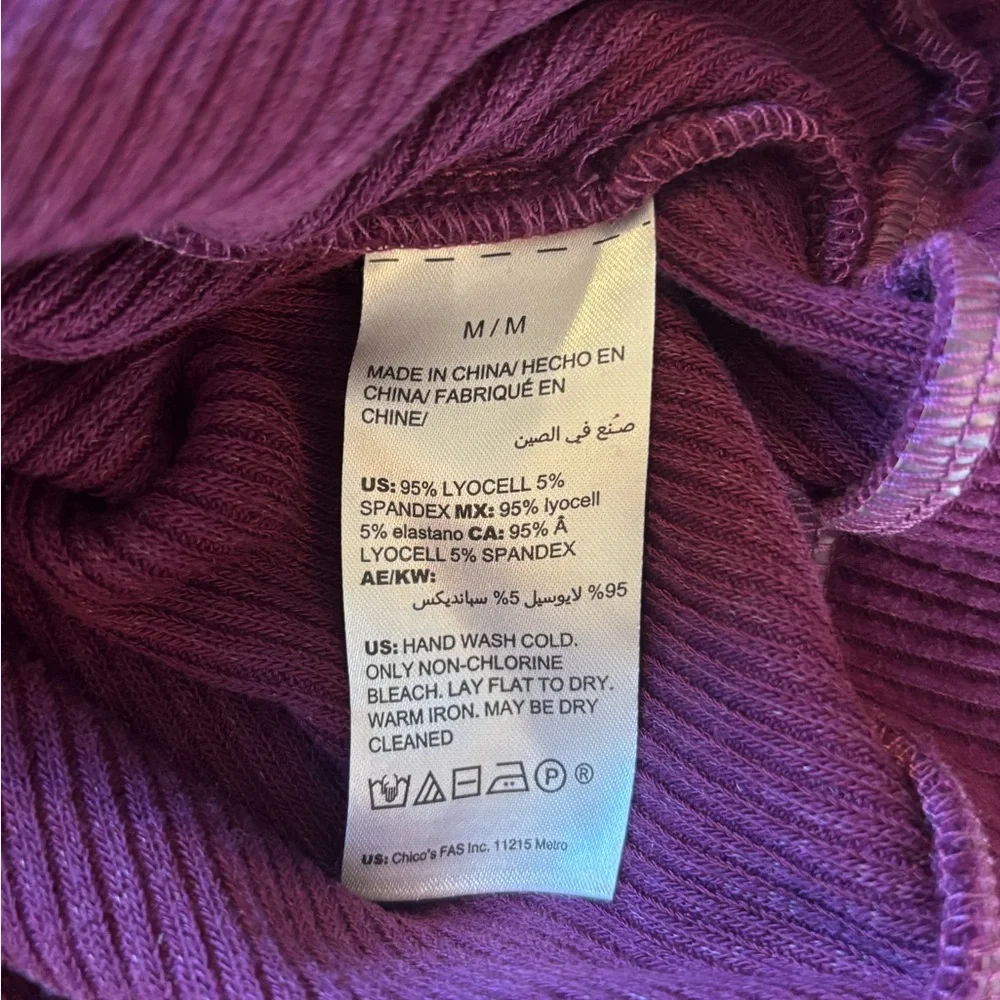 M / M
MADE IN CHINA/ HECHO EN
CHINA/ FABRIQUÉ EN
CHINE/
صُنع في الصين
US: 95% LYOCELL 5%
SPANDEX MX: 95% lyocell
5% elastano CA: 95% Â
LYOCELL 5% SPANDEX
AE/KW:
95% لايوسيل 5% سبانديكس
US: HAND WASH COLD.
ONLY NON-CHLORINE
BLEACH. LAY FLAT TO DRY.
WARM IRON. MAY BE DRY
CLEANED
P ®
US: Chico's FAS Inc. 11215 Metro